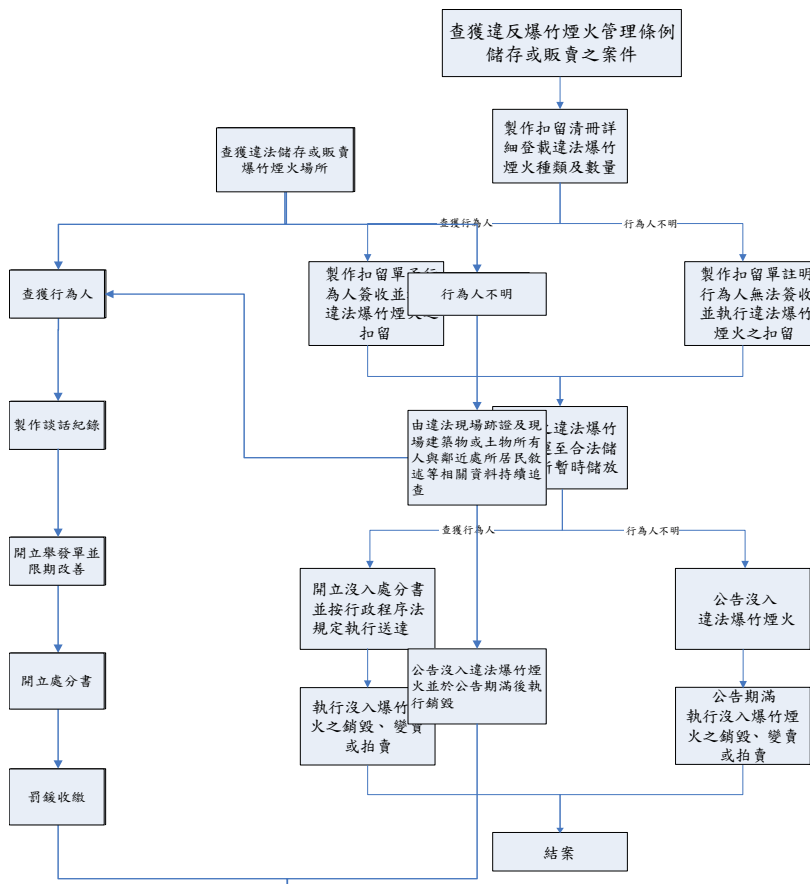 查獲違反爆竹煙火管理條例
儲存或販賣之案件
製作扣留清冊詳
細登載違法爆竹
煙火種類及數量
查獲違法儲存或販賣
爆竹煙火場所
查獲行為人
行為人不明
製作扣留單
為人簽收並
違法爆竹煙火
扣留
查獲行為人
行為人不明
製作扣留單註明
行為人無法簽收
並執行違法爆竹
煙火之扣留
製作談話紀錄
由違法現場跡證及現
場建築物或土物所有
人與鄰近處所居民敘
述等相關資料持續追
查
違法爆竹
至合法儲
暫時儲放
查獲行為人
行為人不明
開立舉發單並
限期改善
開立沒入處分書
並按行政程序法
規定執行送達
公告沒入
違法爆竹煙火
開立處分書
公告沒入違法爆竹煙
火並於公告期滿後執
行銷毀
執行沒入爆竹
火之銷毀、變賣
或拍賣
公告期滿
執行沒入爆竹煙
火之銷毀、變賣
或拍賣
罰鍰收繳
結案